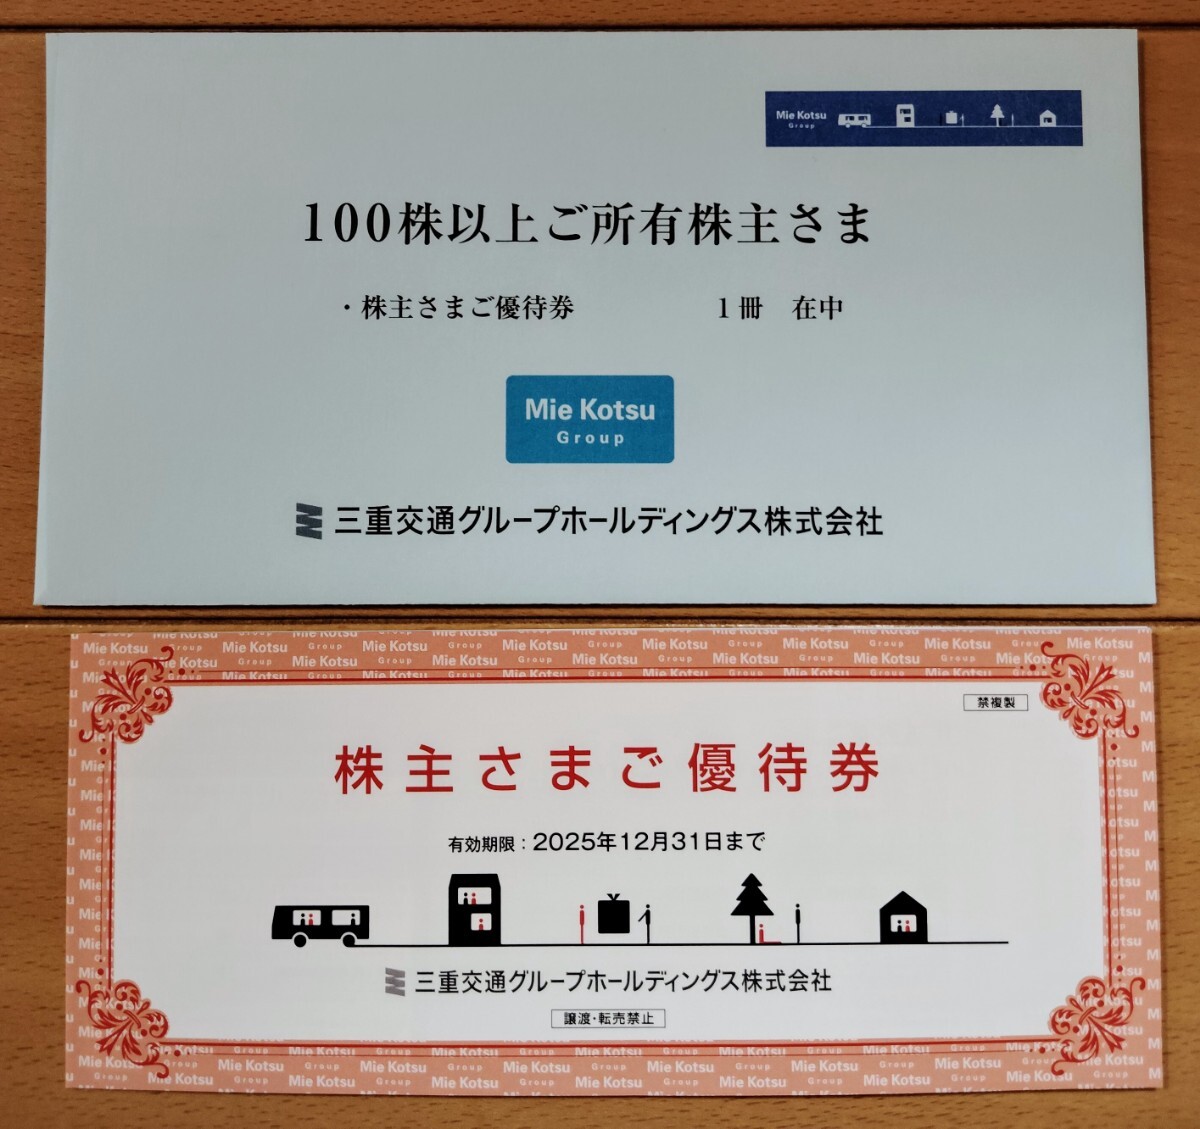 Mie Kotsu
Group
100株以上ご所有株主さま
・株主さまご優待券 1冊 在中
Mie Kotsu
Group
三重交通グループホールディングス株式会社
禁複製
株主さまご優待券
有効期限：2025年12月31日まで
三重交通グループホールディングス株式会社
譲渡・転売禁止